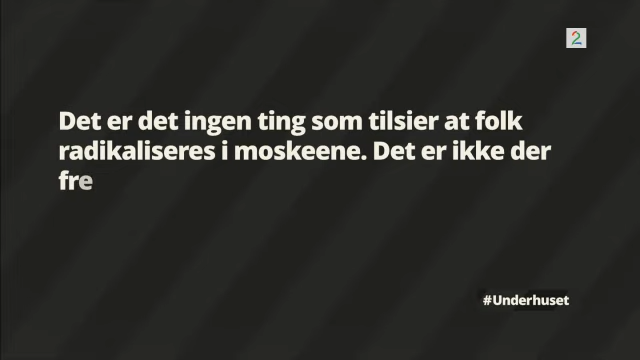 2
Det er det ingen ting som tilsier at folk
radikaliseres i moskeene. Det er ikke der
fre
#Underhuset